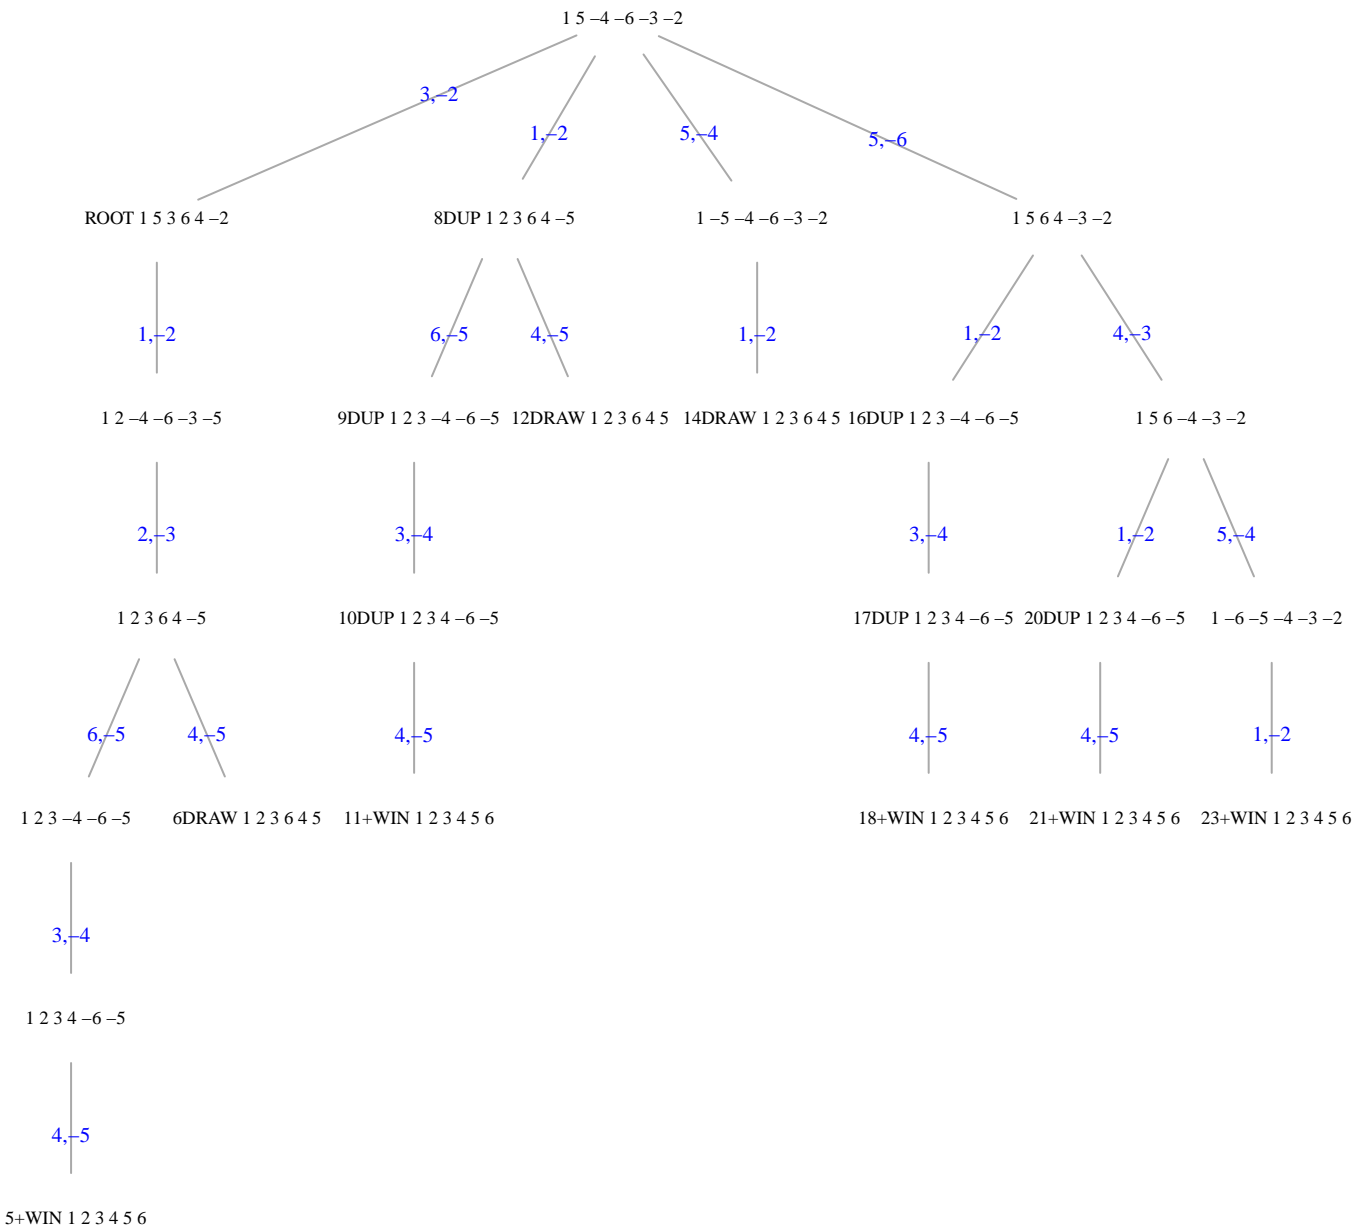 1 5 –4 –6 –3 –2
3,–2
1,–2
5,–4
5,–6
ROOT 1 5 3 6 4 –2
8DUP 1 2 3 6 4 –5
1 –5 –4 –6 –3 –2
1 5 6 4 –3 –2
1,–2
6,–5
4,–5
1,–2
1,–2
4,–3
1 2 –4 –6 –3 –5
9DUP 1 2 3 –4 –6 –5
12DRAW 1 2 3 6 4 5
14DRAW 1 2 3 6 4 5
16DUP 1 2 3 –4 –6 –5
1 5 6 –4 –3 –2
2,–3
3,–4
3,–4
1,–2
5,–4
1 2 3 6 4 –5
10DUP 1 2 3 4 –6 –5
17DUP 1 2 3 4 –6 –5
20DUP 1 2 3 4 –6 –5
1 –6 –5 –4 –3 –2
6,–5
4,–5
4,–5
4,–5
4,–5
1,–2
1 2 3 –4 –6 –5
6DRAW 1 2 3 6 4 5
11+WIN 1 2 3 4 5 6
18+WIN 1 2 3 4 5 6
21+WIN 1 2 3 4 5 6
23+WIN 1 2 3 4 5 6
3,–4
1 2 3 4 –6 –5
4,–5
5+WIN 1 2 3 4 5 6